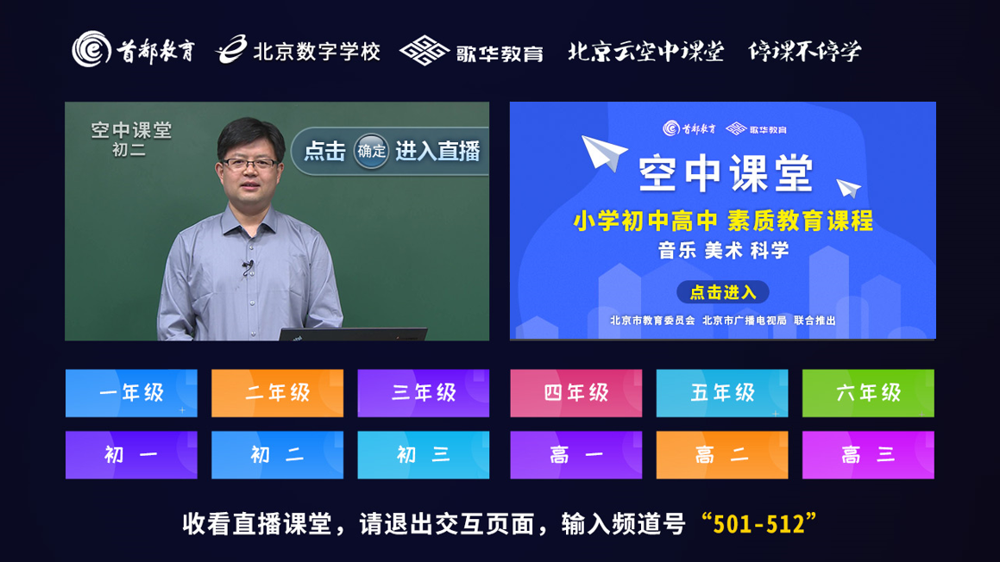 首都教育 北京数字学校 歌华教育 北京云空中课堂 停课不停学
空中课堂
初二
点击 确定 进入直播
首都教育 歌华教育
空中课堂
小学初中高中 素质教育课程
音乐 美术 科学
点击进入
北京市教育委员会 北京市广播电视局 联合推出
一年级 二年级 三年级 四年级 五年级 六年级
初一 初二 初三 高一 高二 高三
收看直播课堂，请退出交互页面，输入频道号“501-512”